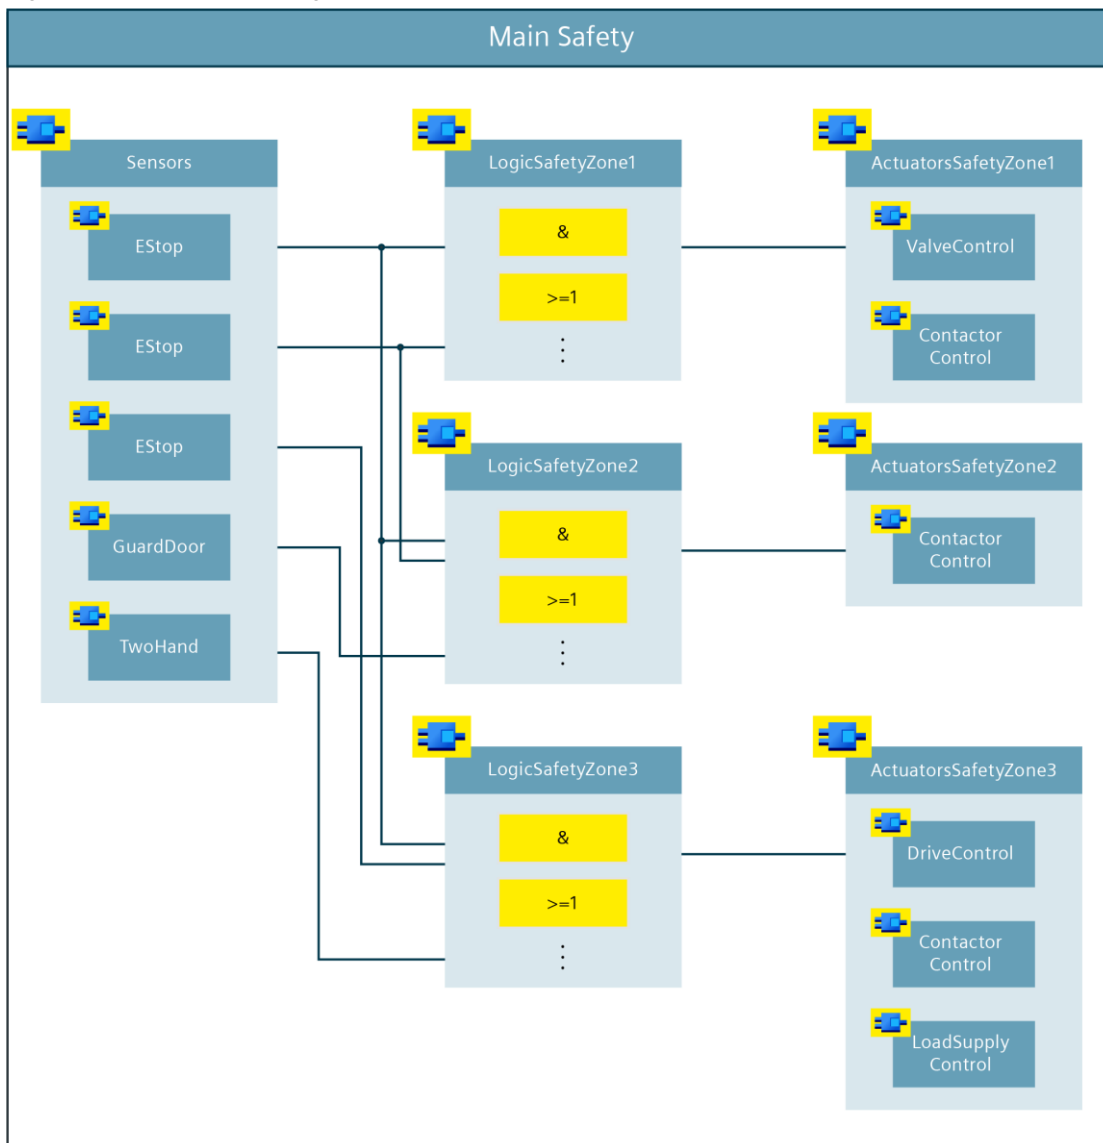 Main Safety
Sensors
EStop
EStop
EStop
GuardDoor
TwoHand
LogicSafetyZone1
&
>=1
⋮
LogicSafetyZone2
&
>=1
⋮
LogicSafetyZone3
&
>=1
⋮
ActuatorsSafetyZone1
ValveControl
Contactor
Control
ActuatorsSafetyZone2
Contactor
Control
ActuatorsSafetyZone3
DriveControl
Contactor
Control
LoadSupply
Control